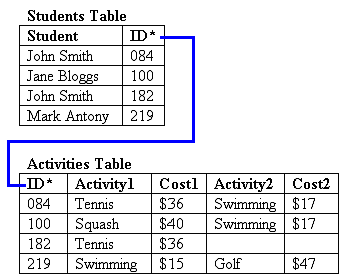 Students Table
Student ID*
John Smith 084
Jane Bloggs 100
John Smith 182
Mark Antony 219
Activities Table
ID* Activity1 Cost1 Activity2 Cost2
084 Tennis $36 Swimming $17
100 Squash $40 Swimming $17
182 Tennis $36
219 Swimming $15 Golf $47